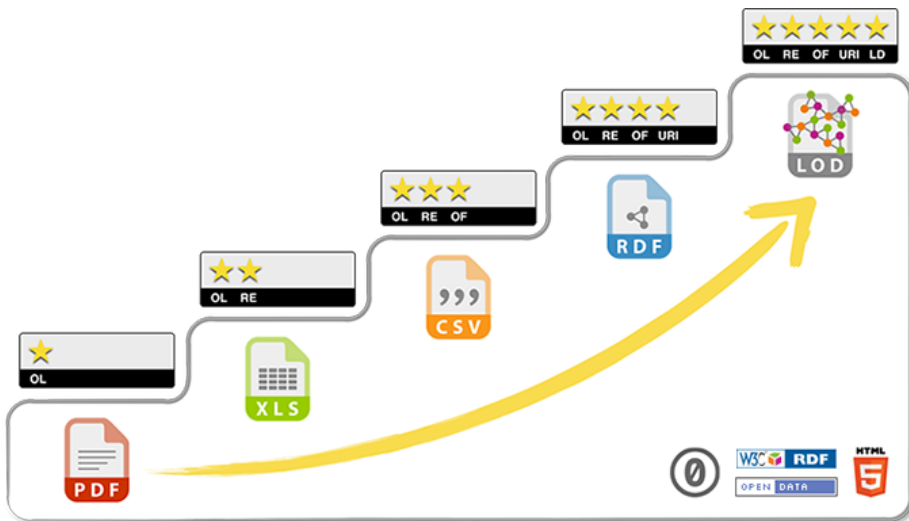 OL RE OF URI LD
LOD
OL RE OF URI
RDF
OL RE OF
CSV
OL RE
XLS
OL
PDF
0
W3C RDF
OPEN DATA
HTML
5